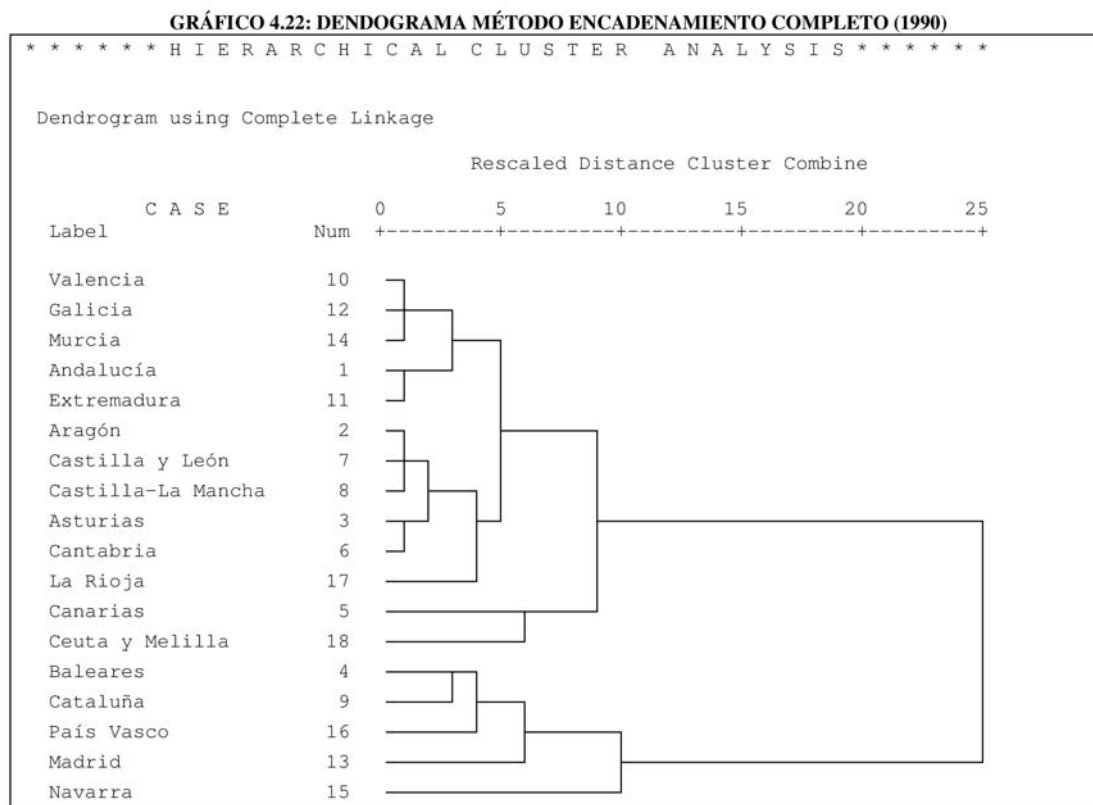 GRÁFICO 4.22: DENDOGRAMA MÉTODO ENCADENAMIENTO COMPLETO (1990)
* * * * * * H I E R A R C H I C A L C L U S T E R A N A L Y S I S * * * * * *
Dendrogram using Complete Linkage
Rescaled Distance Cluster Combine
C A S E 0 5 10 15 20 25
Label Num +---------+---------+---------+---------+---------+
Valencia 10
Galicia 12
Murcia 14
Andalucía 1
Extremadura 11
Aragón 2
Castilla y León 7
Castilla-La Mancha 8
Asturias 3
Cantabria 6
La Rioja 17
Canarias 5
Ceuta y Melilla 18
Baleares 4
Cataluña 9
País Vasco 16
Madrid 13
Navarra 15